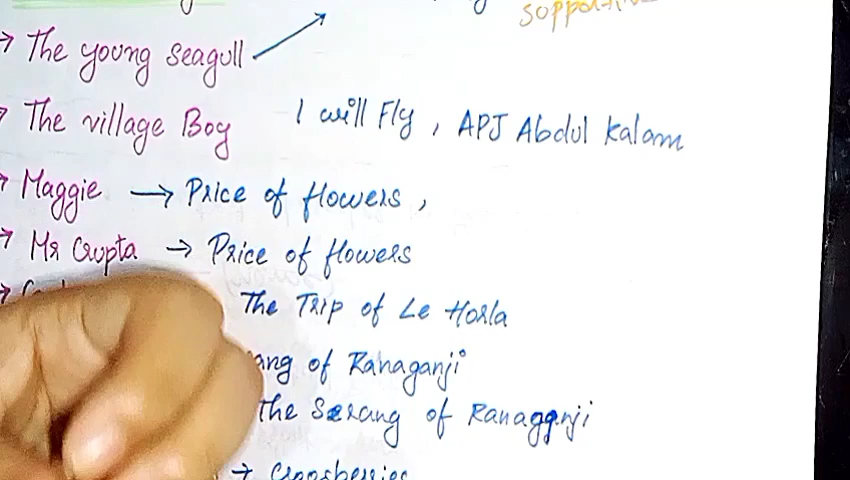 → The young Seagull
→ The village Boy I will Fly, APJ Abdul Kalam
→ Maggie → Price of flowers,
→ Mr Gupta → Price of flowers
The Trip of Le Horla
of Ranaganji
The Serang of Ranaganji
→ Goosberries